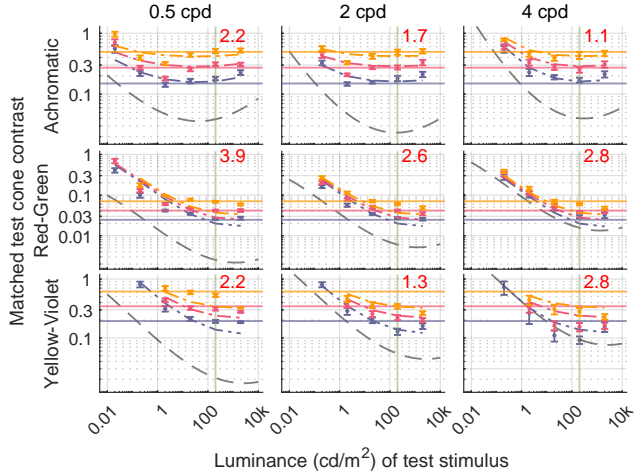 0.5 cpd 2 cpd 4 cpd
Matched test cone contrast
Achromatic
1 0.3 0.1
2.2 1.7 1.1
Red-Green
1 0.3 0.1 0.03 0.01
3.9 2.6 2.8
Yellow-Violet
1 0.3 0.1
2.2 1.3 2.8
0.01 1 100 10k 0.01 1 100 10k 0.01 1 100 10k
Luminance (cd/m²) of test stimulus